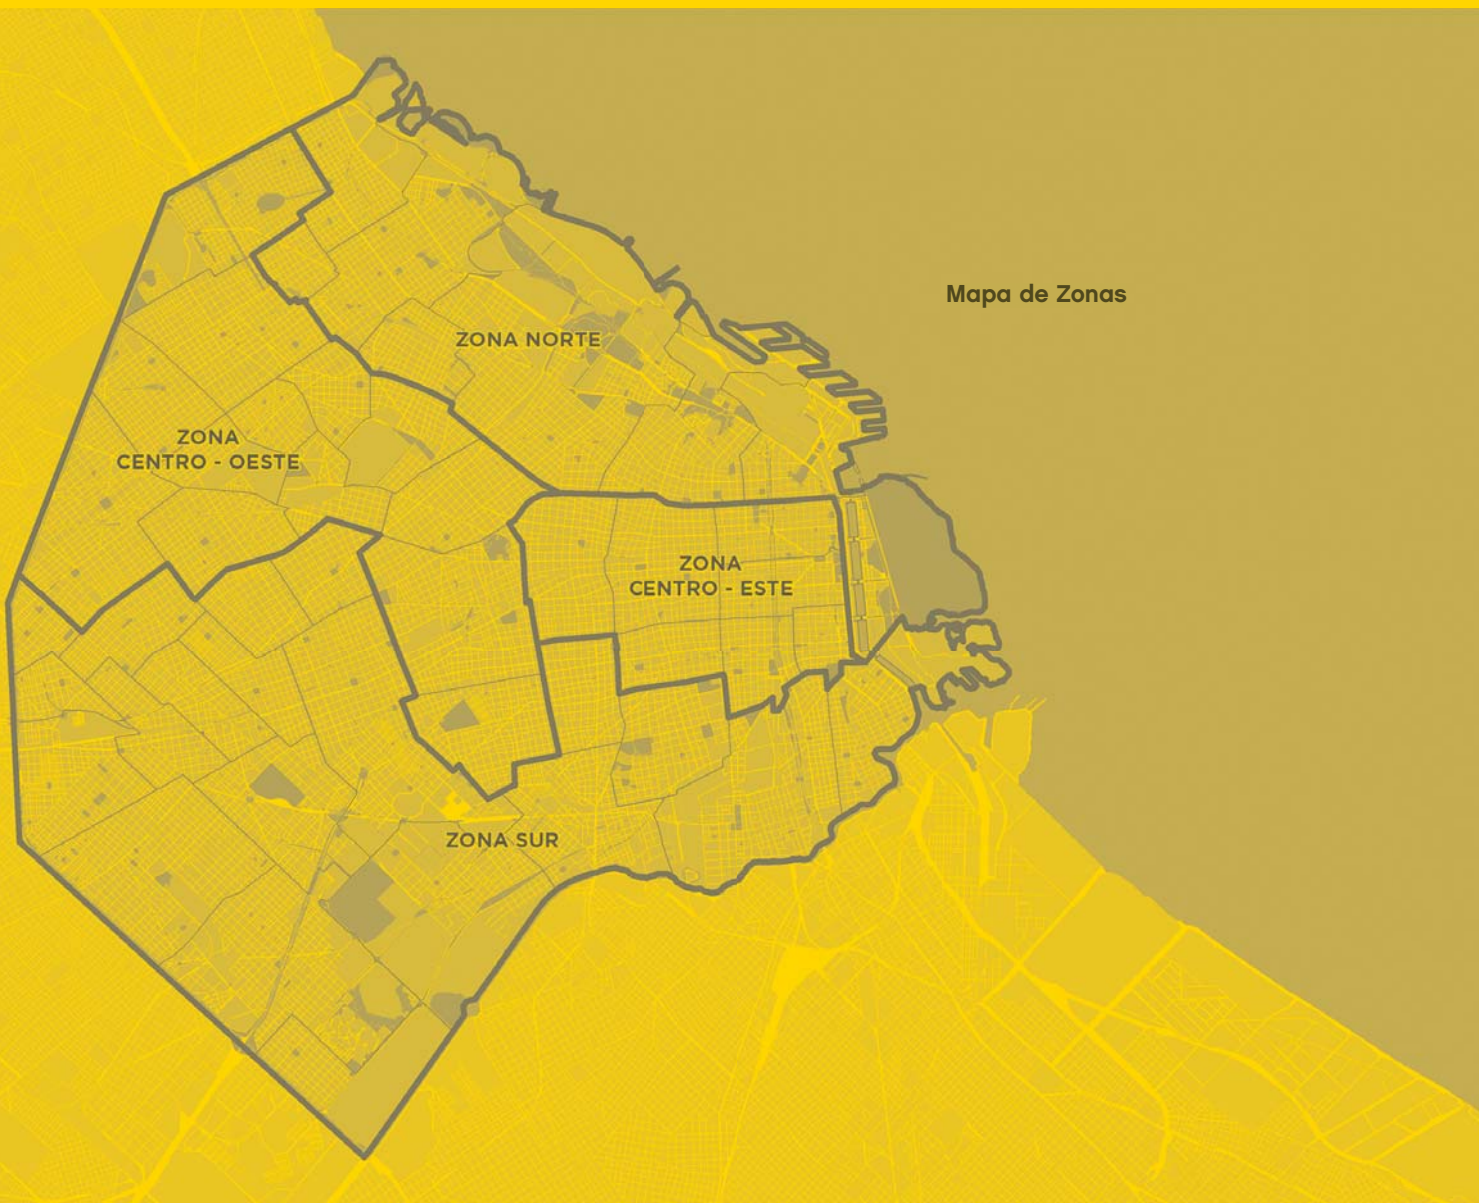 Mapa de Zonas
ZONA NORTE
ZONA
CENTRO - OESTE
ZONA
CENTRO - ESTE
ZONA SUR